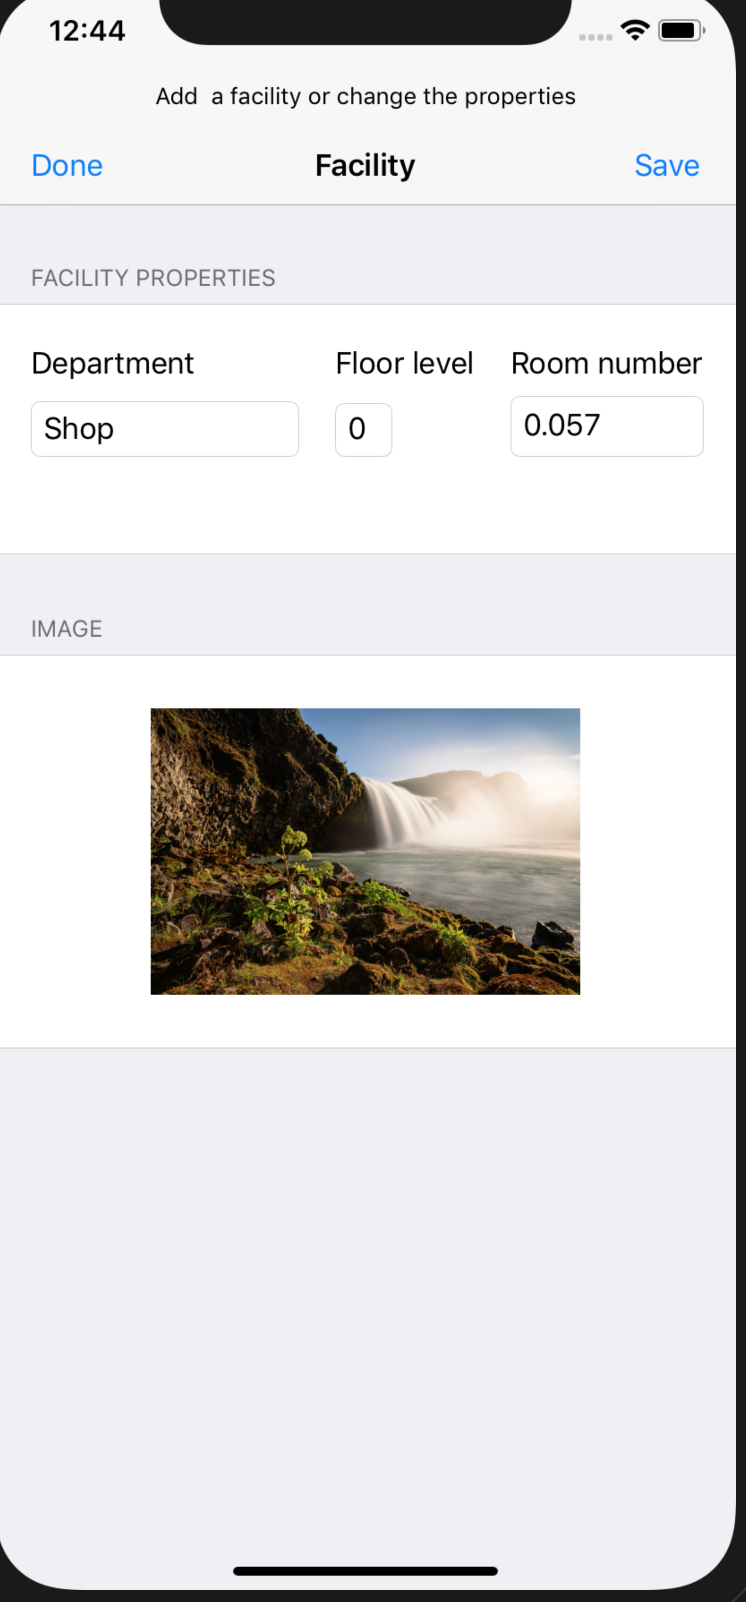 12:44
Add  a facility or change the properties
Done Facility Save
FACILITY PROPERTIES
Department Floor level Room number
Shop 0 0.057
IMAGE